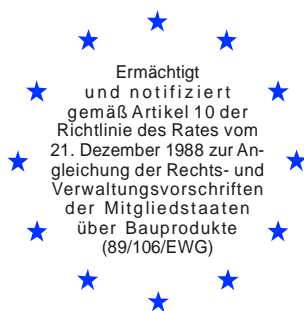 Ermächtigt
und notifiziert
gemäß Artikel 10 der
Richtlinie des Rates vom
21. Dezember 1988 zur An-
gleichung der Rechts- und
Verwaltungsvorschriften
der Mitgliedstaaten
über Bauprodukte
(89/106/EWG)